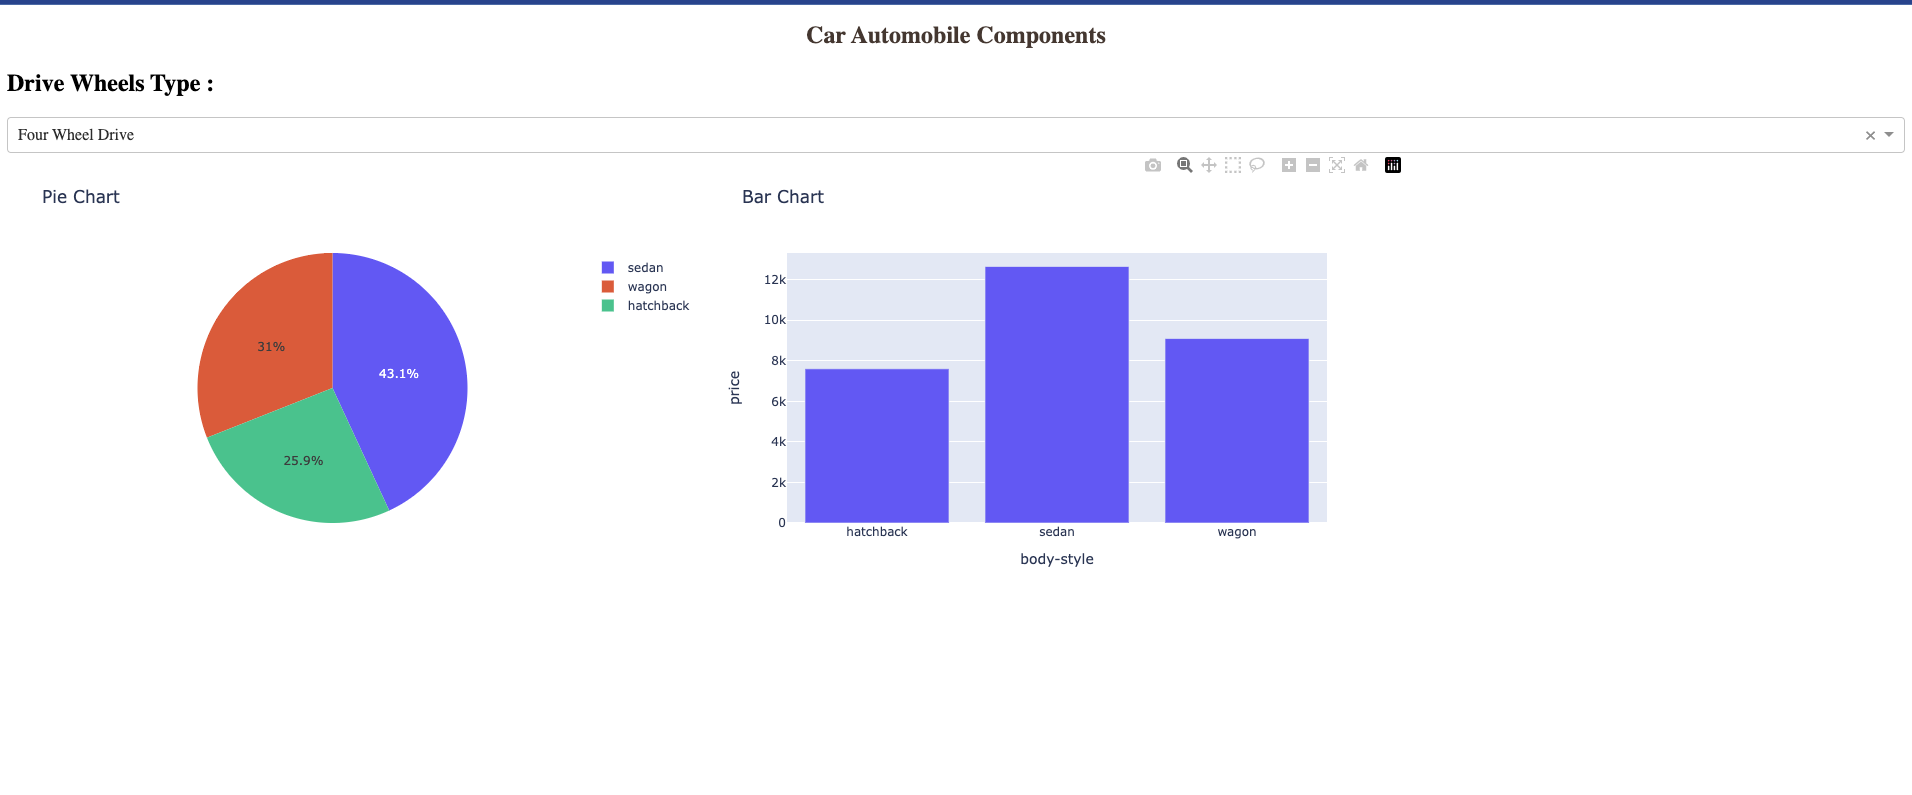 Car Automobile Components
Drive Wheels Type :
Four Wheel Drive
Pie Chart
31%
43.1%
25.9%
sedan
wagon
hatchback
Bar Chart
price
12k
10k
8k
6k
4k
2k
0
hatchback
sedan
wagon
body-style